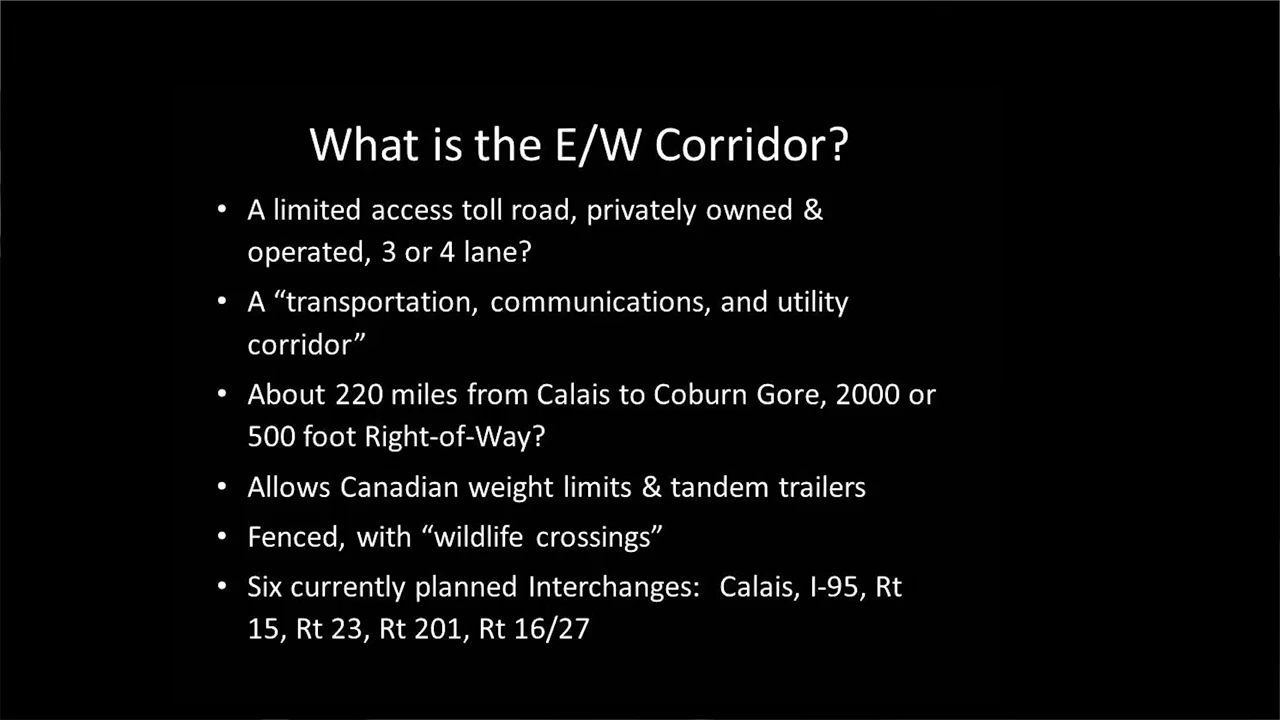 What is the E/W Corridor?
• A limited access toll road, privately owned &
operated, 3 or 4 lane?
• A “transportation, communications, and utility
corridor”
• About 220 miles from Calais to Coburn Gore, 2000 or
500 foot Right-of-Way?
• Allows Canadian weight limits & tandem trailers
• Fenced, with “wildlife crossings”
• Six currently planned Interchanges:  Calais, I-95, Rt
15, Rt 23, Rt 201, Rt 16/27